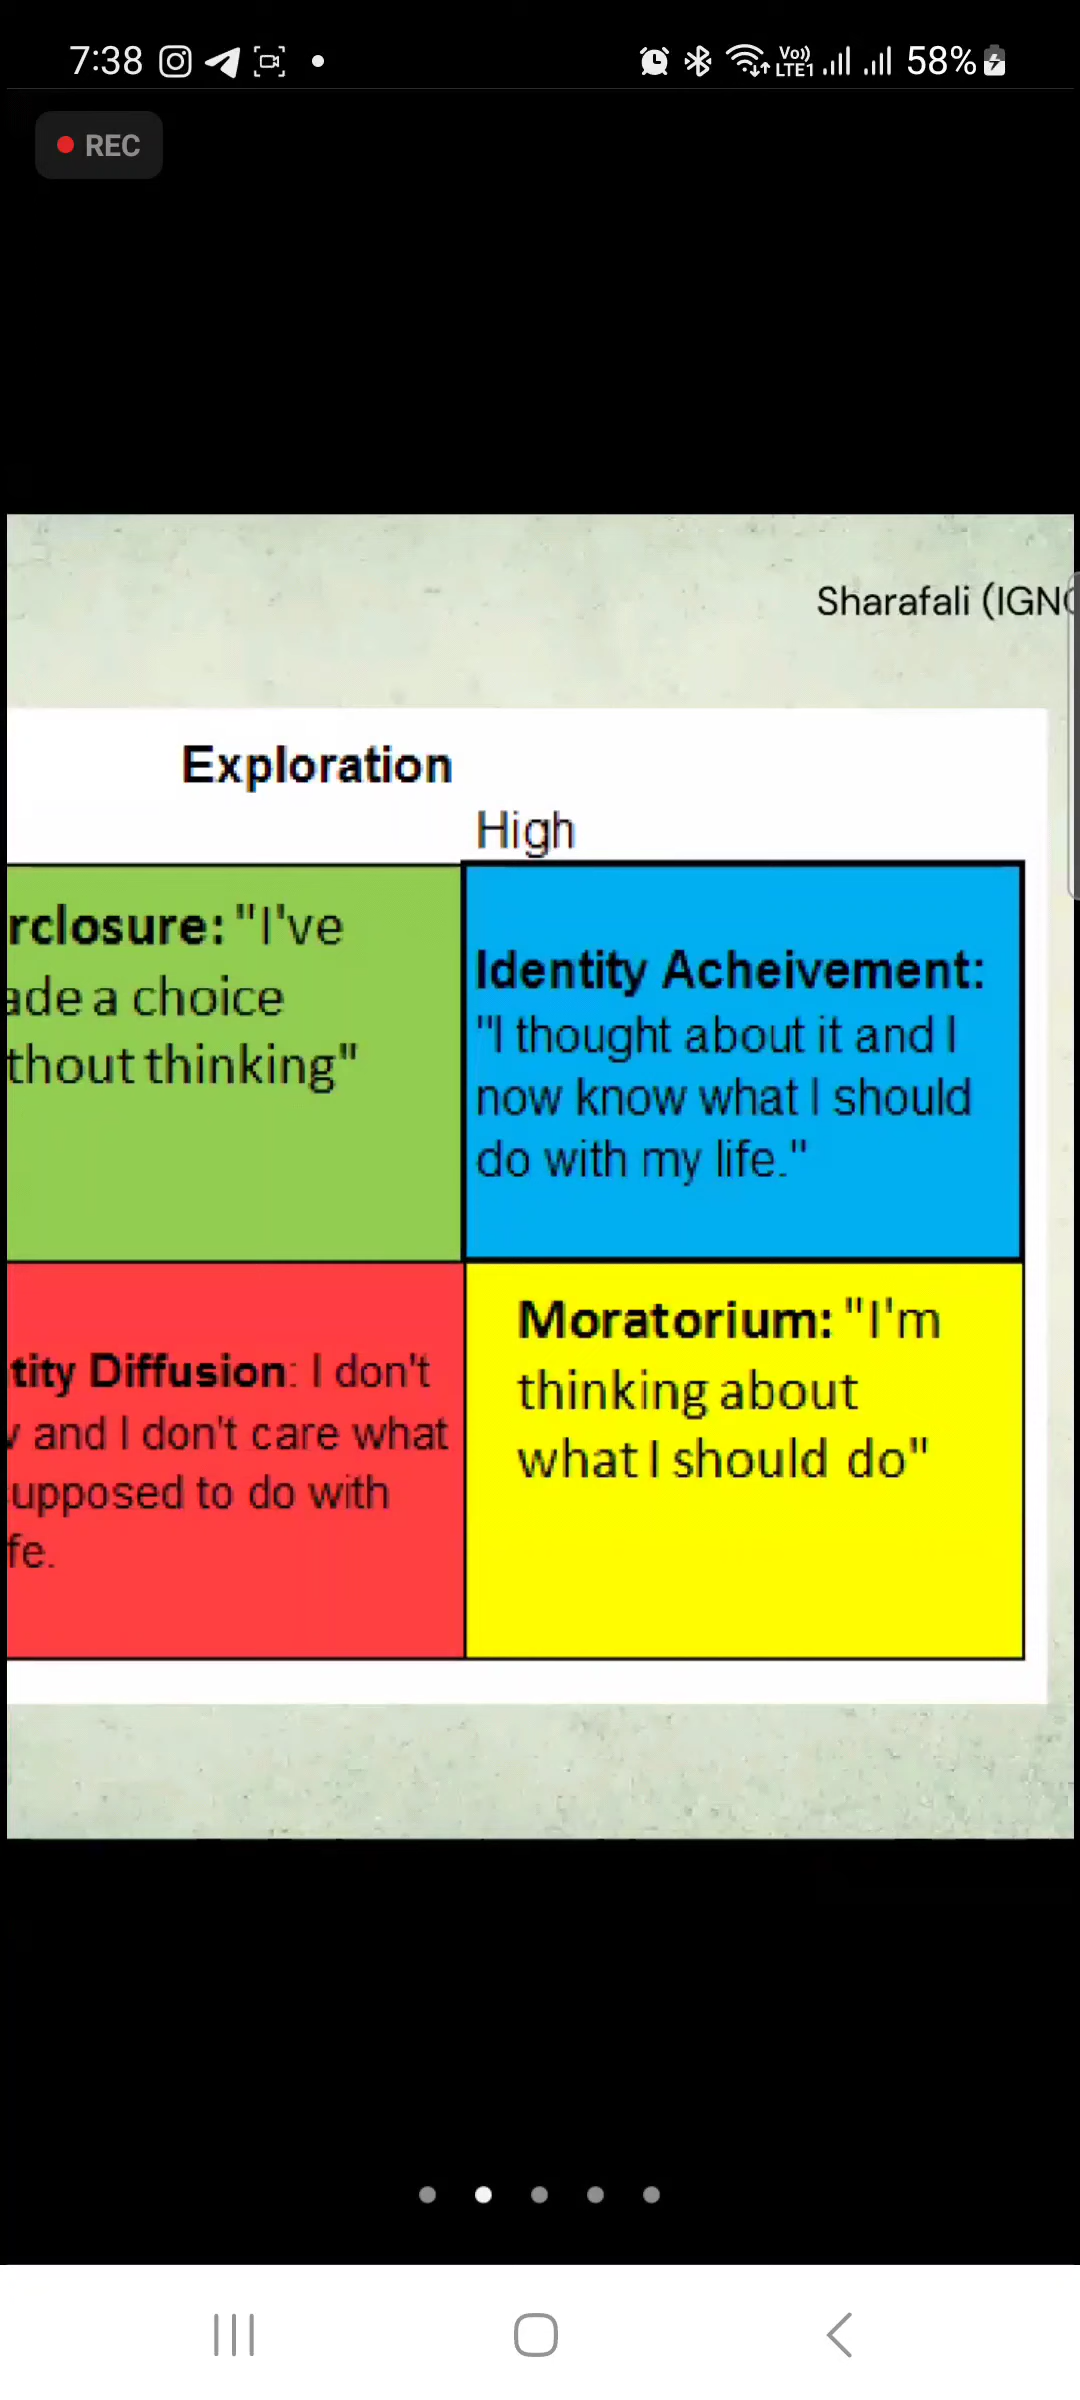 7:38
Vo))
LTE1
58%
REC
Sharafali (IGN
Exploration
High
rclosure: "I've
ade a choice
thout thinking"
Identity Acheivement:
"I thought about it and I
now know what I should
do with my life."
tity Diffusion: I don't
and I don't care what
upposed to do with
fe.
Moratorium: "I'm
thinking about
what I should do"